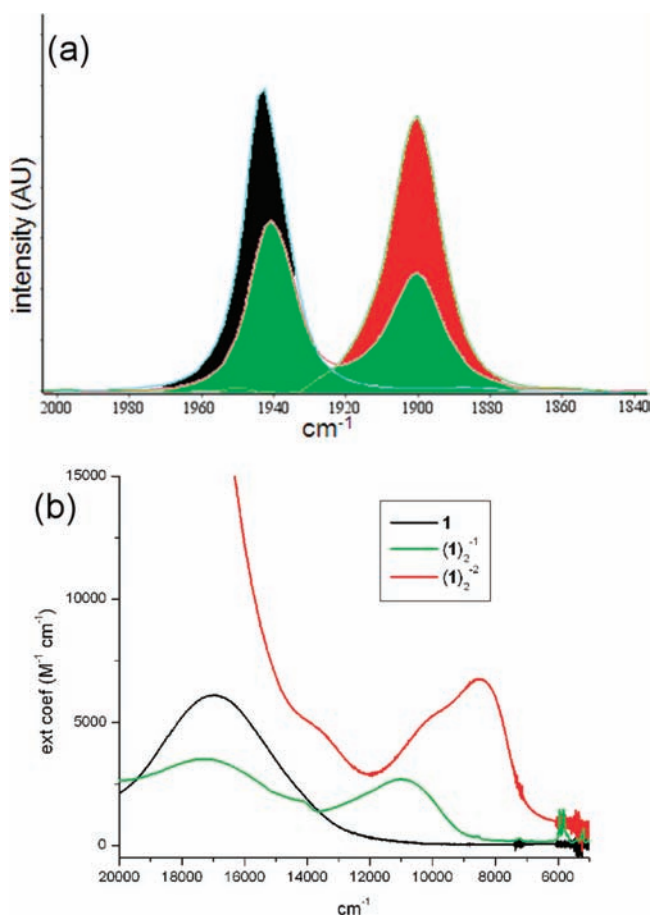 (a)
intensity (AU)
2000 1980 1960 1940 1920 1900 1880 1860 1840
cm⁻¹
(b)
15000
10000
5000
0
ext coef (M⁻¹ cm⁻¹)
1
(1)₂⁻¹
(1)₂⁻²
20000 18000 16000 14000 12000 10000 8000 6000
cm⁻¹